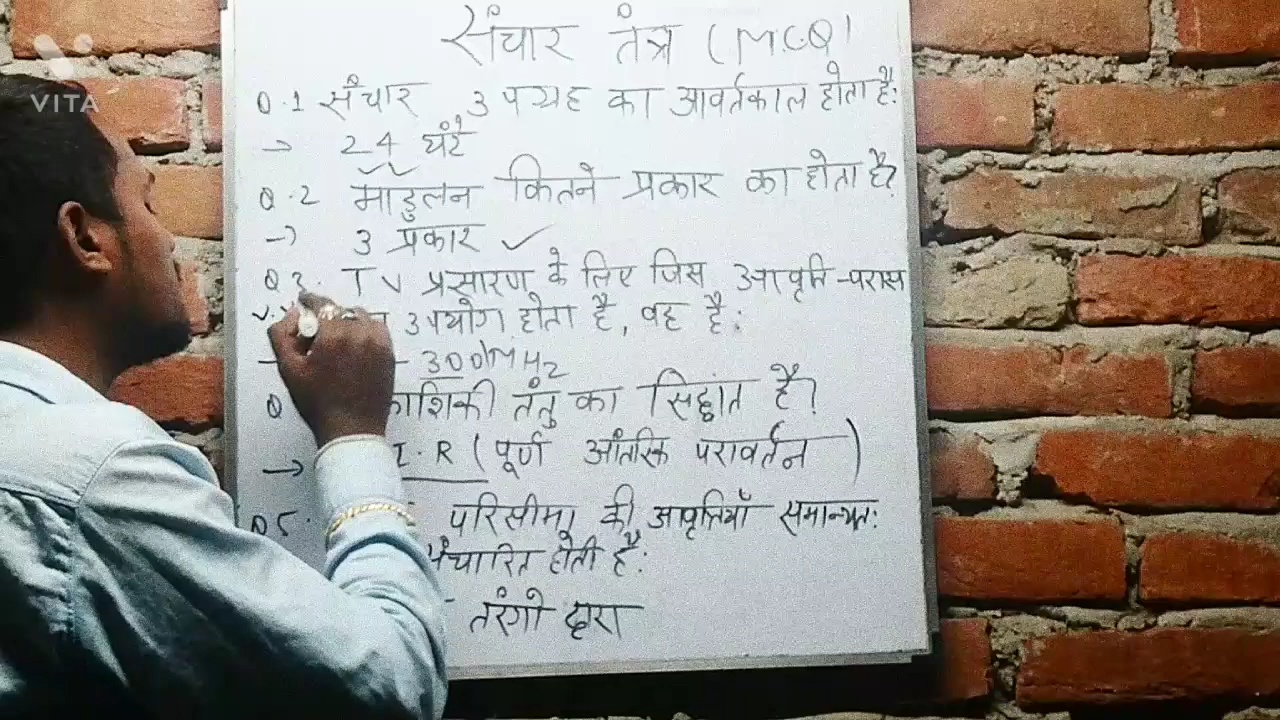 VITA
संचार तंत्र (MCQ)
Q.1 संचार उपग्रह का आवर्तकाल होता है:
→ 24 घंटे
Q.2 मॉडुलन कितने प्रकार का होता है?
→ 3 प्रकार ✓
Q3. TV प्रसारण के लिए जिस आवृत्ति-परास
उपयोग होता है, वह है:
300MHz
Q काशिकी तंतु का सिद्धांत है?
→ I.R (पूर्ण आंतरिक परावर्तन)
Q5. परिसीमा की आवृत्तियाँ समान्यतः
संचारित होती है:
तरंगो द्वारा